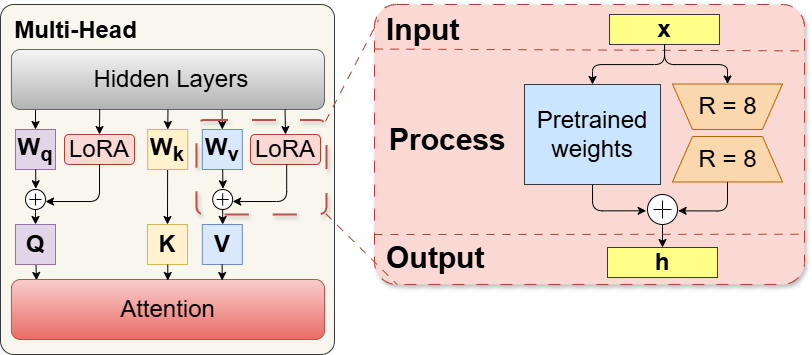 Multi-Head
Hidden Layers
Wq LoRA Wk Wv LoRA
Q K V
Attention
Input
x
Process
Pretrained
weights
R = 8
R = 8
Output
h